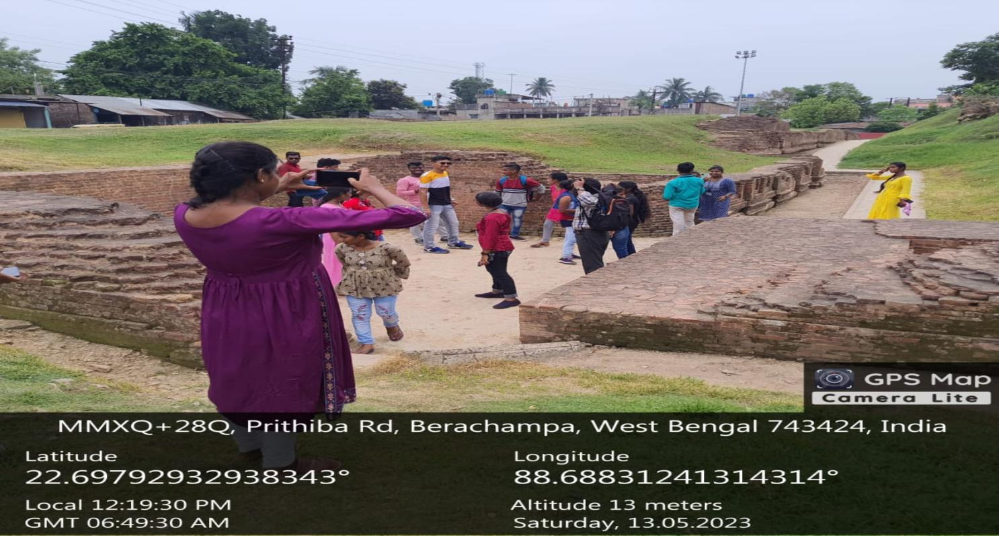 GPS Map
Camera Lite
MMXQ+28Q, Prithiba Rd, Berachampa, West Bengal 743424, India
Latitude
22.69792932938343°
Longitude
88.68831241314314°
Local 12:19:30 PM
GMT 06:49:30 AM
Altitude 13 meters
Saturday, 13.05.2023